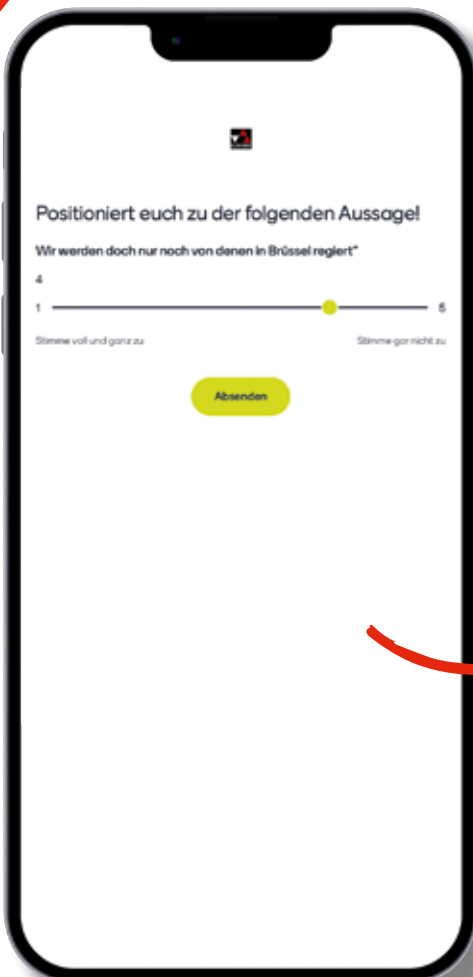 Positioniert euch zu der folgenden Aussage!
Wir werden doch nur noch von denen in Brüssel regiert"
4
1 5
Stimme voll und ganz zu Stimme gar nicht zu
Absenden